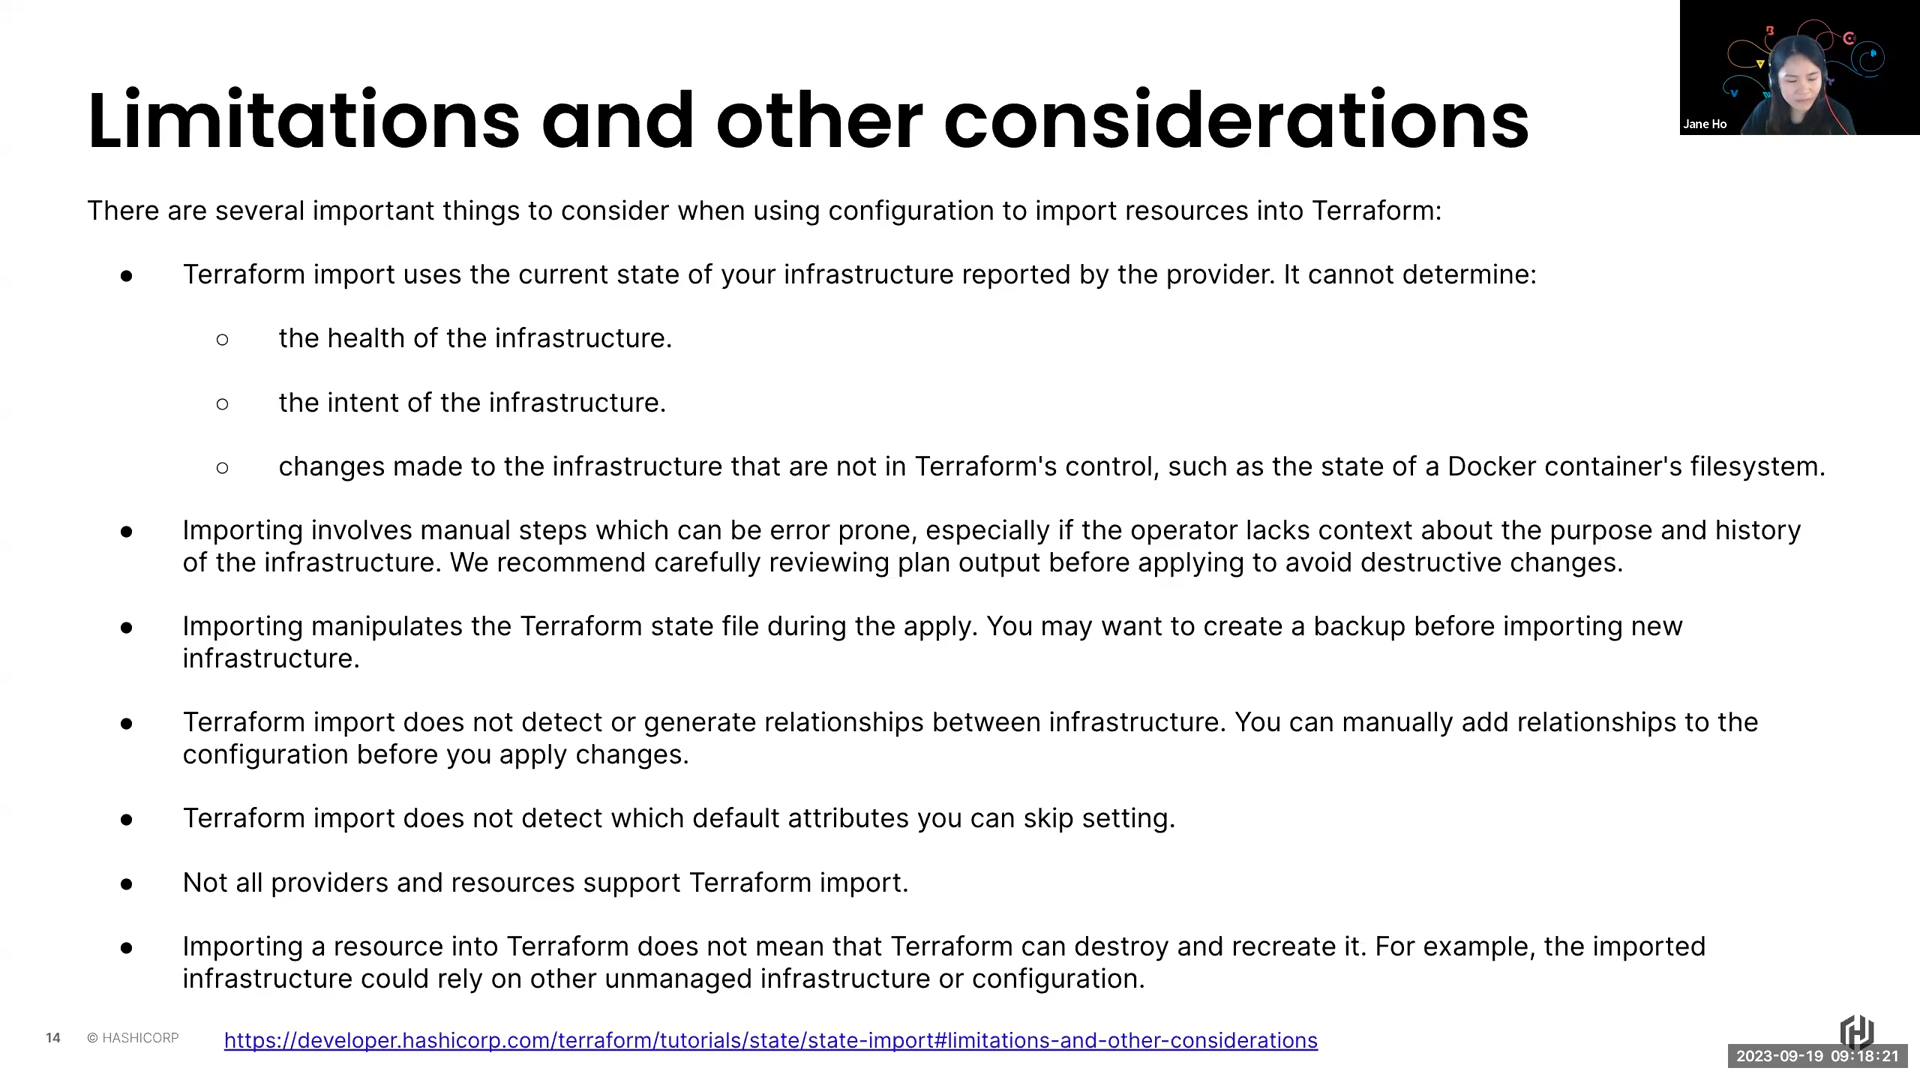 Jane Ho
Limitations and other considerations
There are several important things to consider when using configuration to import resources into Terraform:
● Terraform import uses the current state of your infrastructure reported by the provider. It cannot determine:
○ the health of the infrastructure.
○ the intent of the infrastructure.
○ changes made to the infrastructure that are not in Terraform's control, such as the state of a Docker container's filesystem.
● Importing involves manual steps which can be error prone, especially if the operator lacks context about the purpose and history
of the infrastructure. We recommend carefully reviewing plan output before applying to avoid destructive changes.
● Importing manipulates the Terraform state file during the apply. You may want to create a backup before importing new
infrastructure.
● Terraform import does not detect or generate relationships between infrastructure. You can manually add relationships to the
configuration before you apply changes.
● Terraform import does not detect which default attributes you can skip setting.
● Not all providers and resources support Terraform import.
● Importing a resource into Terraform does not mean that Terraform can destroy and recreate it. For example, the imported
infrastructure could rely on other unmanaged infrastructure or configuration.
14 © HASHICORP https://developer.hashicorp.com/terraform/tutorials/state/state-import#limitations-and-other-considerations
2023-09-19 09:18:21